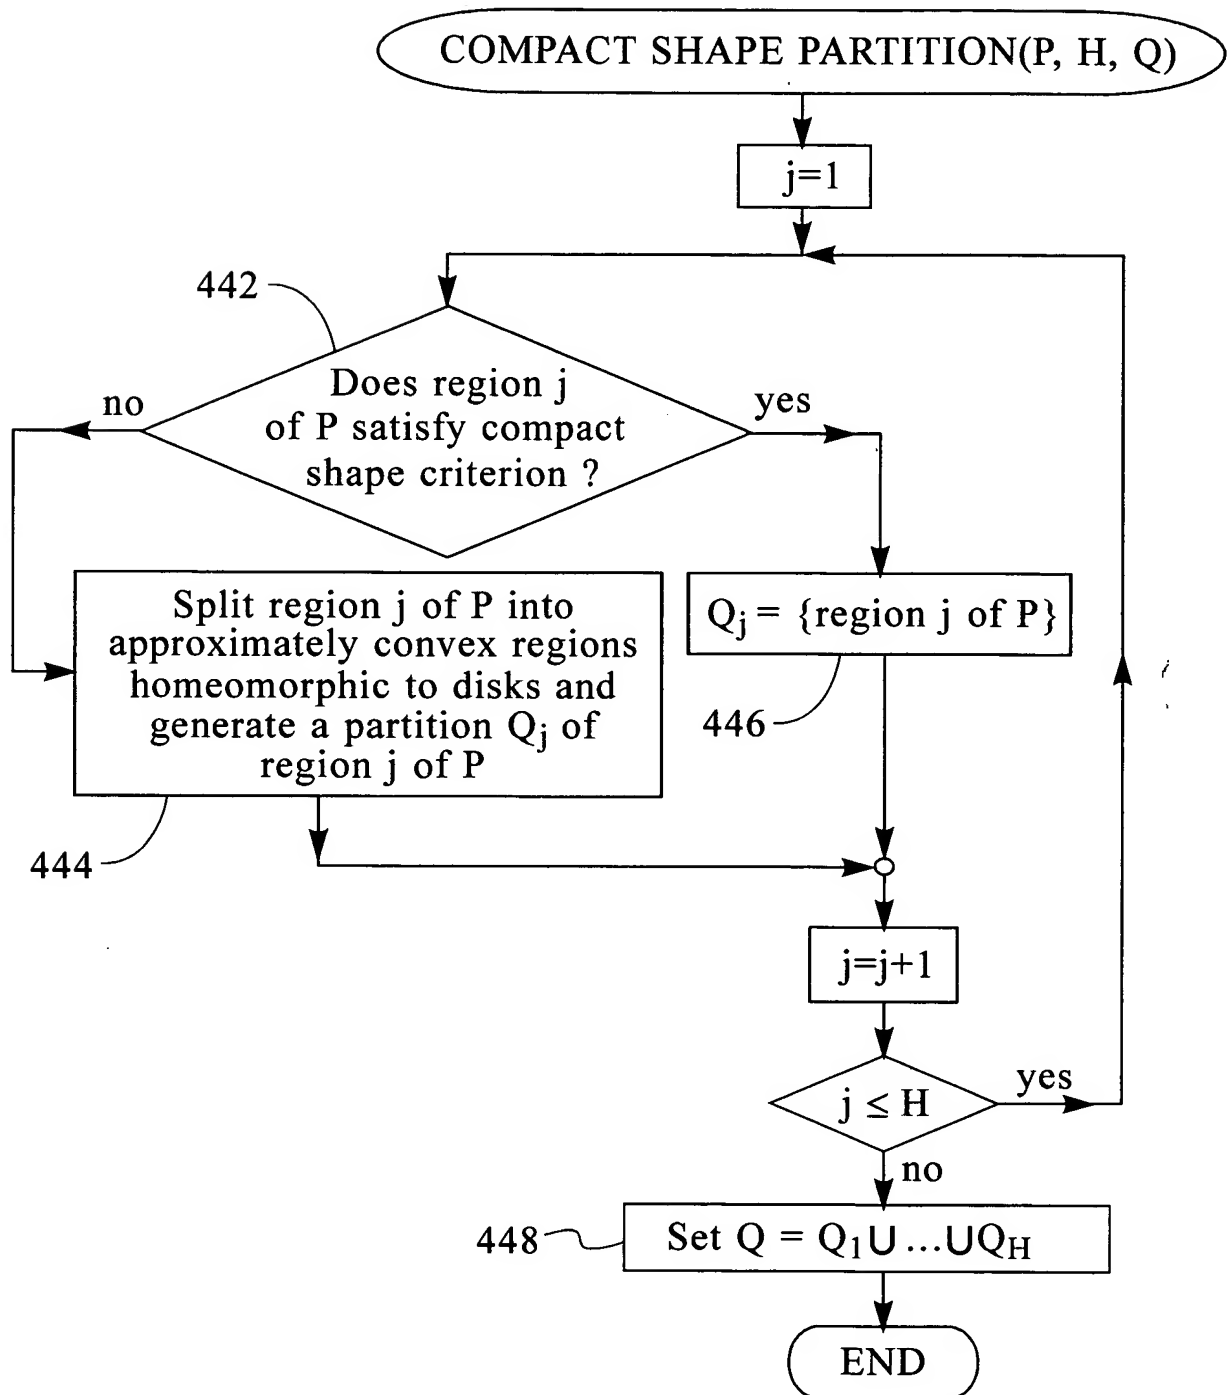 COMPACT SHAPE PARTITION(P, H, Q)
j=1
442
Does region j
of P satisfy compact
shape criterion ?
no
yes
Split region j of P into
approximately convex regions
homeomorphic to disks and
generate a partition Qj of
region j of P
444
Qj = {region j of P}
446
j=j+1
j ≤ H
yes
no
448
Set Q = Q1∪...∪QH
END